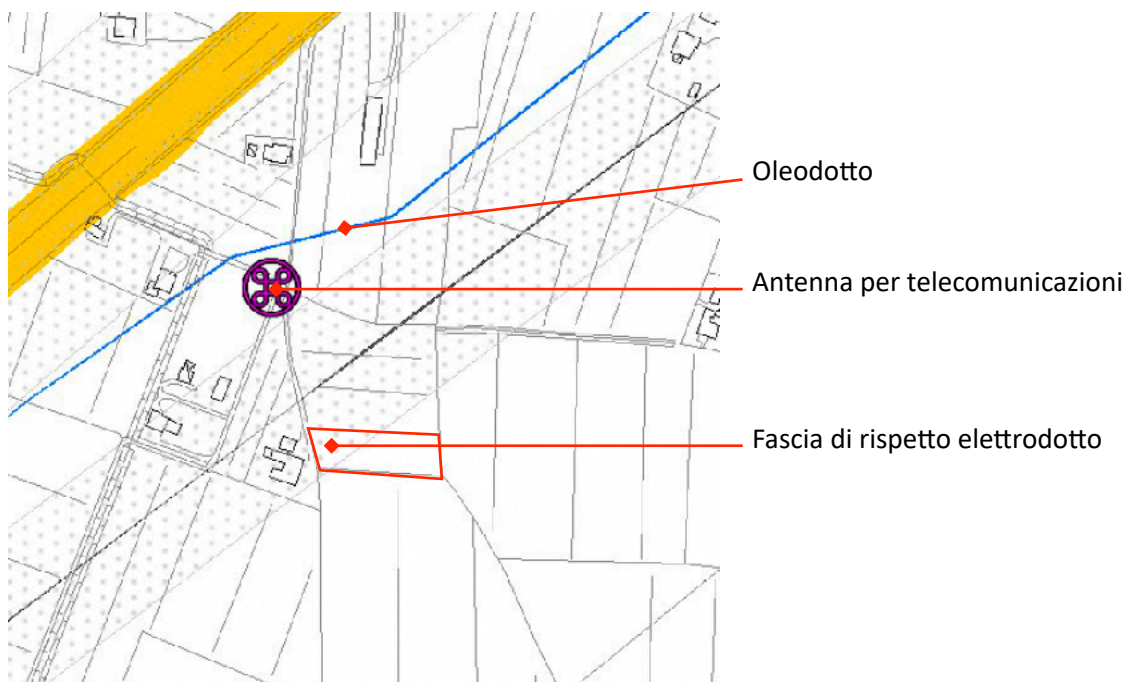 Oleodotto
Antenna per telecomunicazioni
Fascia di rispetto elettrodotto